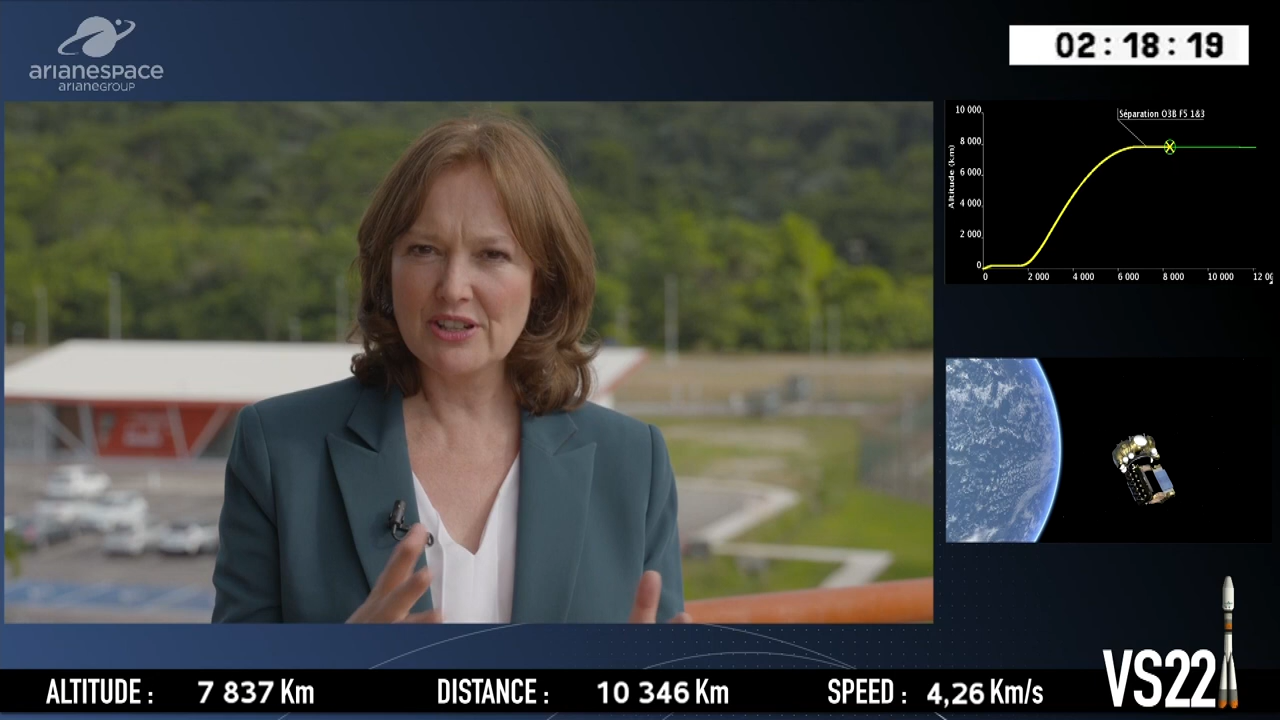 arianespace
arianeGROUP
02:18:19
10 000
8 000
6 000
4 000
2 000
0
Altitude (km)
Séparation O3B F5 1&3
0
2 000
4 000
6 000
8 000
10 000
ALTITUDE : 7 837 Km DISTANCE : 10 346 Km SPEED : 4,26 Km/s
VS22